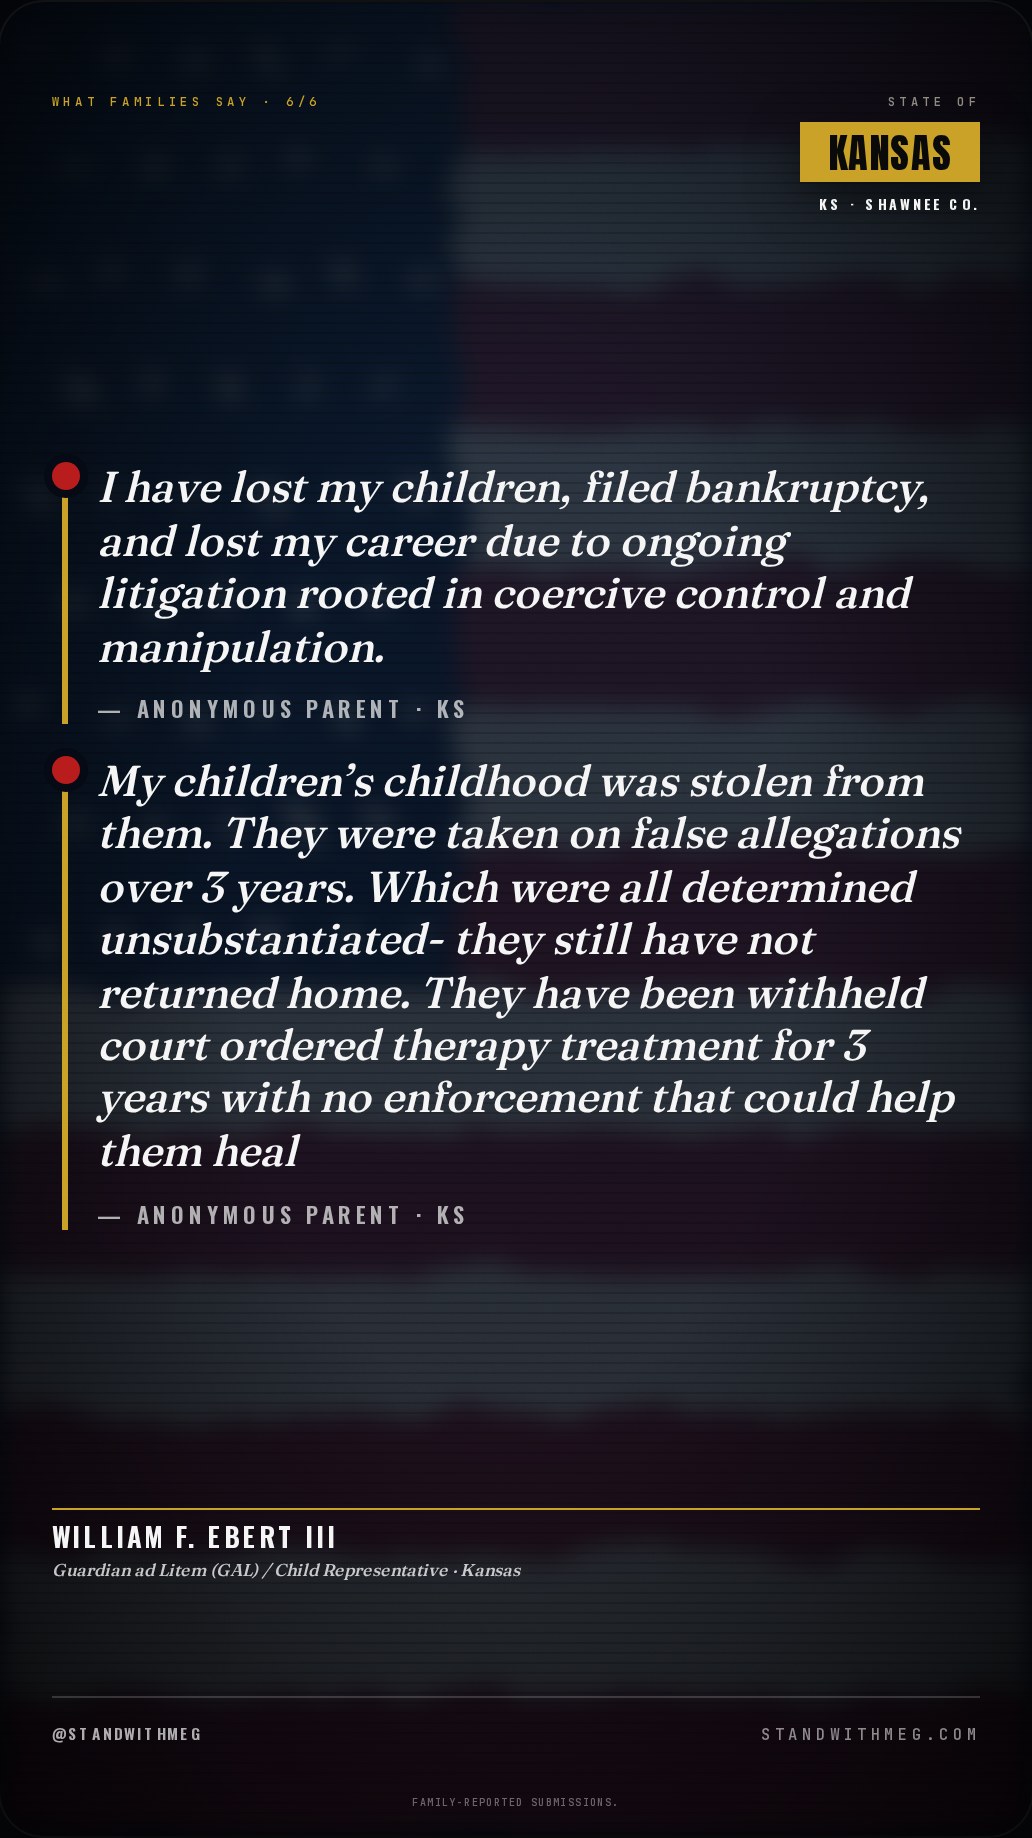 WHAT FAMILIES SAY · 6/6
STATE OF
KANSAS
KS · SHAWNEE CO.
I have lost my children, filed bankruptcy,
and lost my career due to ongoing
litigation rooted in coercive control and
manipulation.
— ANONYMOUS PARENT · KS
My children’s childhood was stolen from
them. They were taken on false allegations
over 3 years. Which were all determined
unsubstantiated- they still have not
returned home. They have been withheld
court ordered therapy treatment for 3
years with no enforcement that could help
them heal
— ANONYMOUS PARENT · KS
WILLIAM F. EBERT III
Guardian ad Litem (GAL) / Child Representative · Kansas
@STANDWITHMEG
STANDWITHMEG.COM
FAMILY-REPORTED SUBMISSIONS.